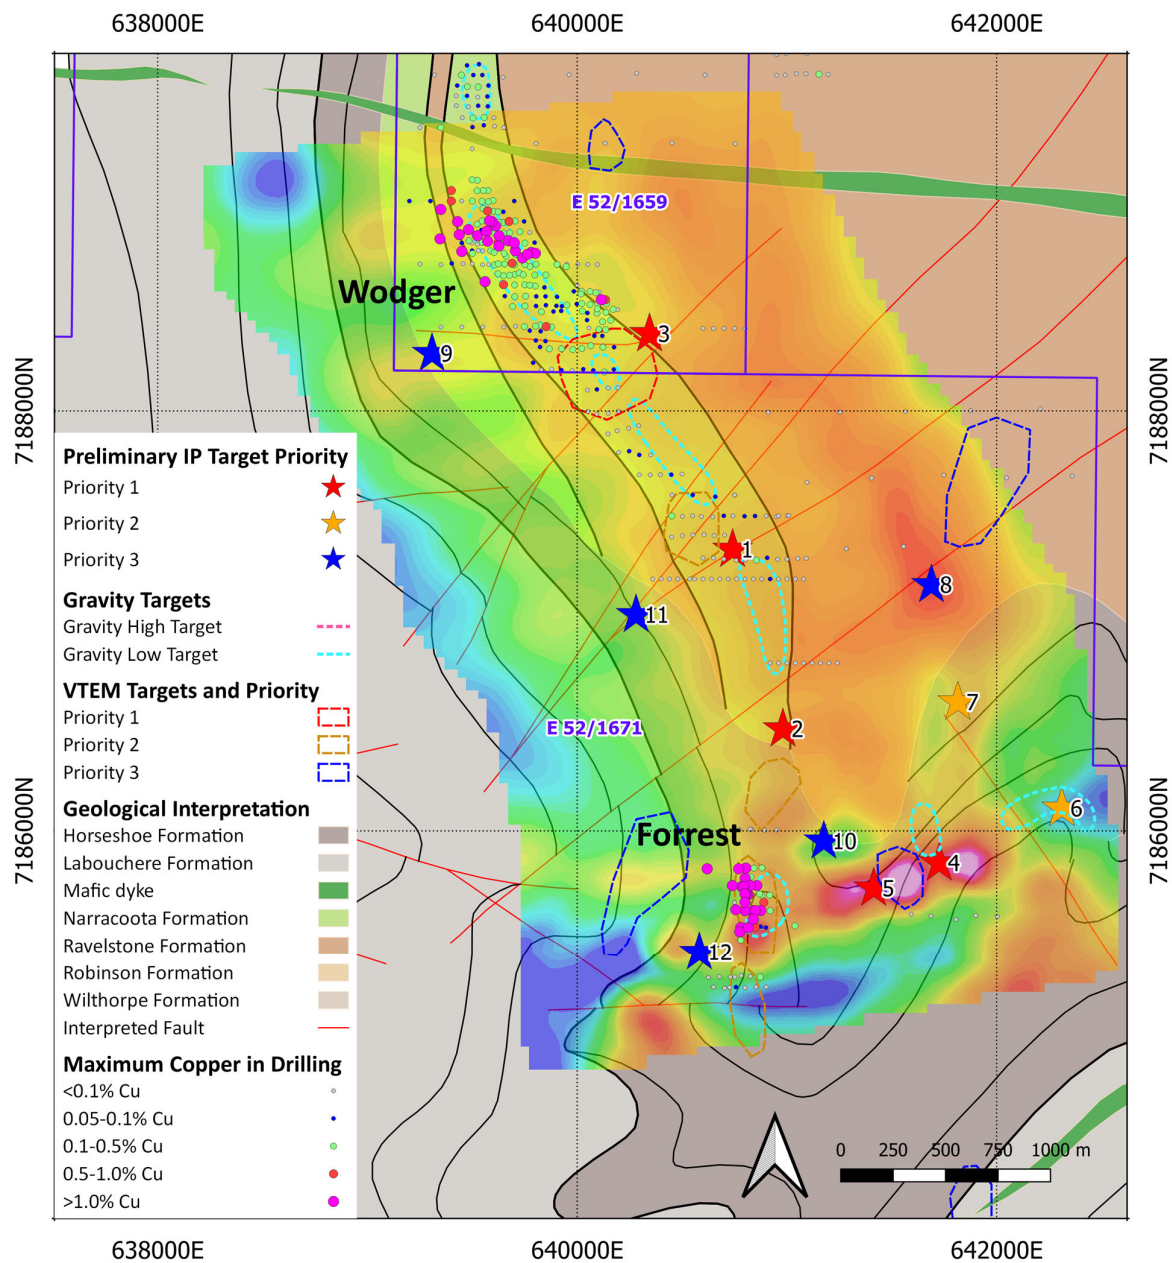 638000E 640000E 642000E
E 52/1659
Wodger
3
9
7188000N 7188000N
Preliminary IP Target Priority
Priority 1
Priority 2
Priority 3
1
8
11
Gravity Targets
Gravity High Target
Gravity Low Target
VTEM Targets and Priority
Priority 1
Priority 2
Priority 3
7
2
E 52/1671
6
7186000N 7186000N
Forrest
10
4
5
12
Geological Interpretation
Horseshoe Formation
Labouchere Formation
Mafic dyke
Narracoota Formation
Ravelstone Formation
Robinson Formation
Wilthorpe Formation
Interpreted Fault
Maximum Copper in Drilling
<0.1% Cu
0.05-0.1% Cu
0.1-0.5% Cu
0.5-1.0% Cu
>1.0% Cu
0 250 500 750 1000 m
638000E 640000E 642000E